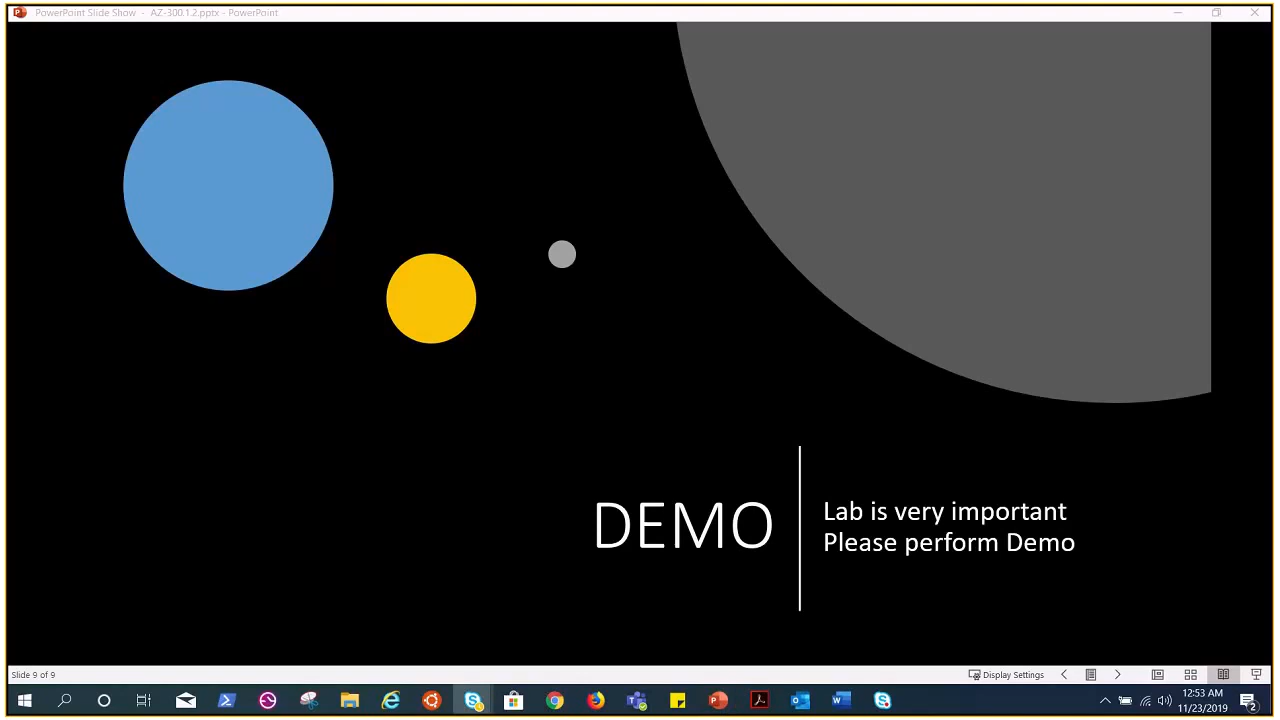 PowerPoint Slide Show - AZ-300.1.2.pptx - PowerPoint
DEMO
Lab is very important
Please perform Demo
Slide 9 of 9
Display Settings
12:53 AM
11/23/2019
2